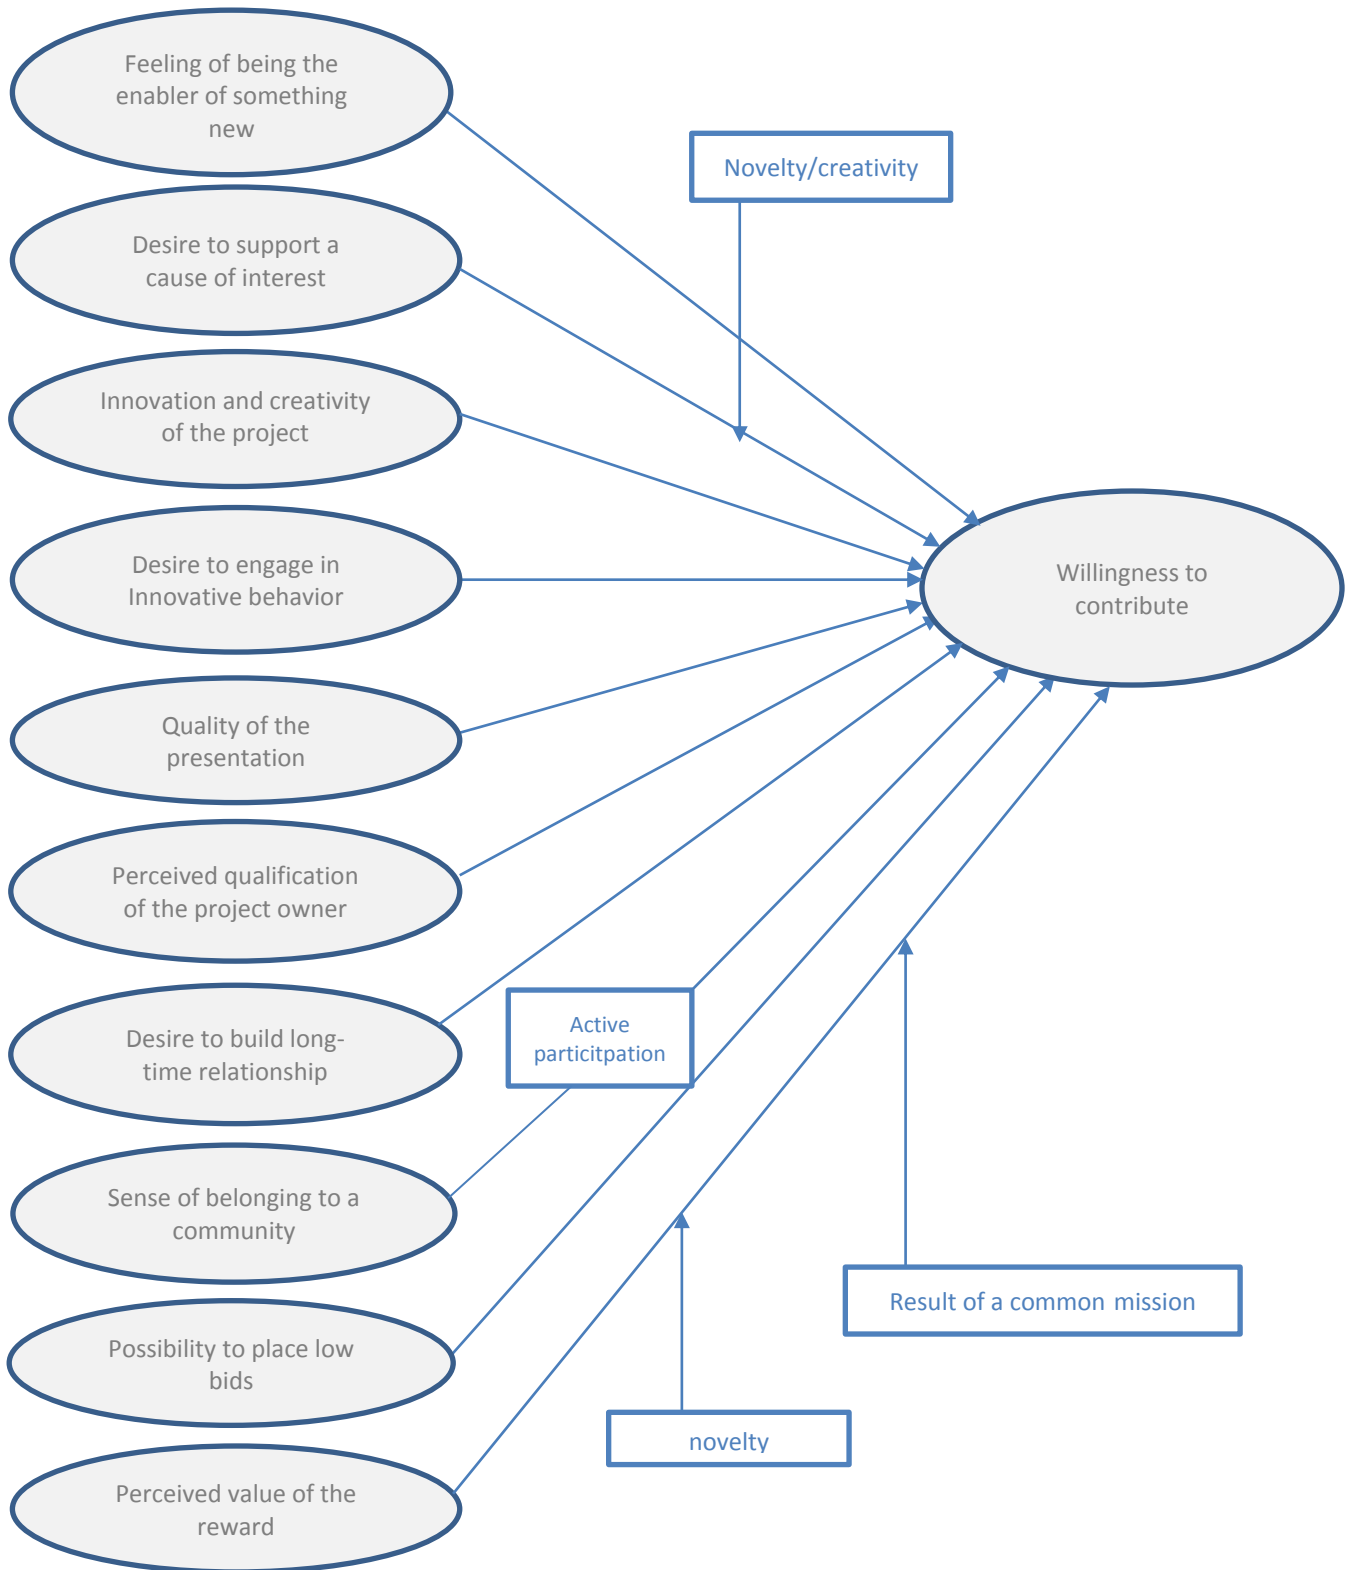 Feeling of being the
enabler of something
new
Novelty/creativity
Desire to support a
cause of interest
Innovation and creativity
of the project
Desire to engage in
Innovative behavior
Willingness to
contribute
Quality of the
presentation
Perceived qualification
of the project owner
Desire to build long-
time relationship
Active
particitpation
Sense of belonging to a
community
Result of a common mission
Possibility to place low
bids
novelty
Perceived value of the
reward